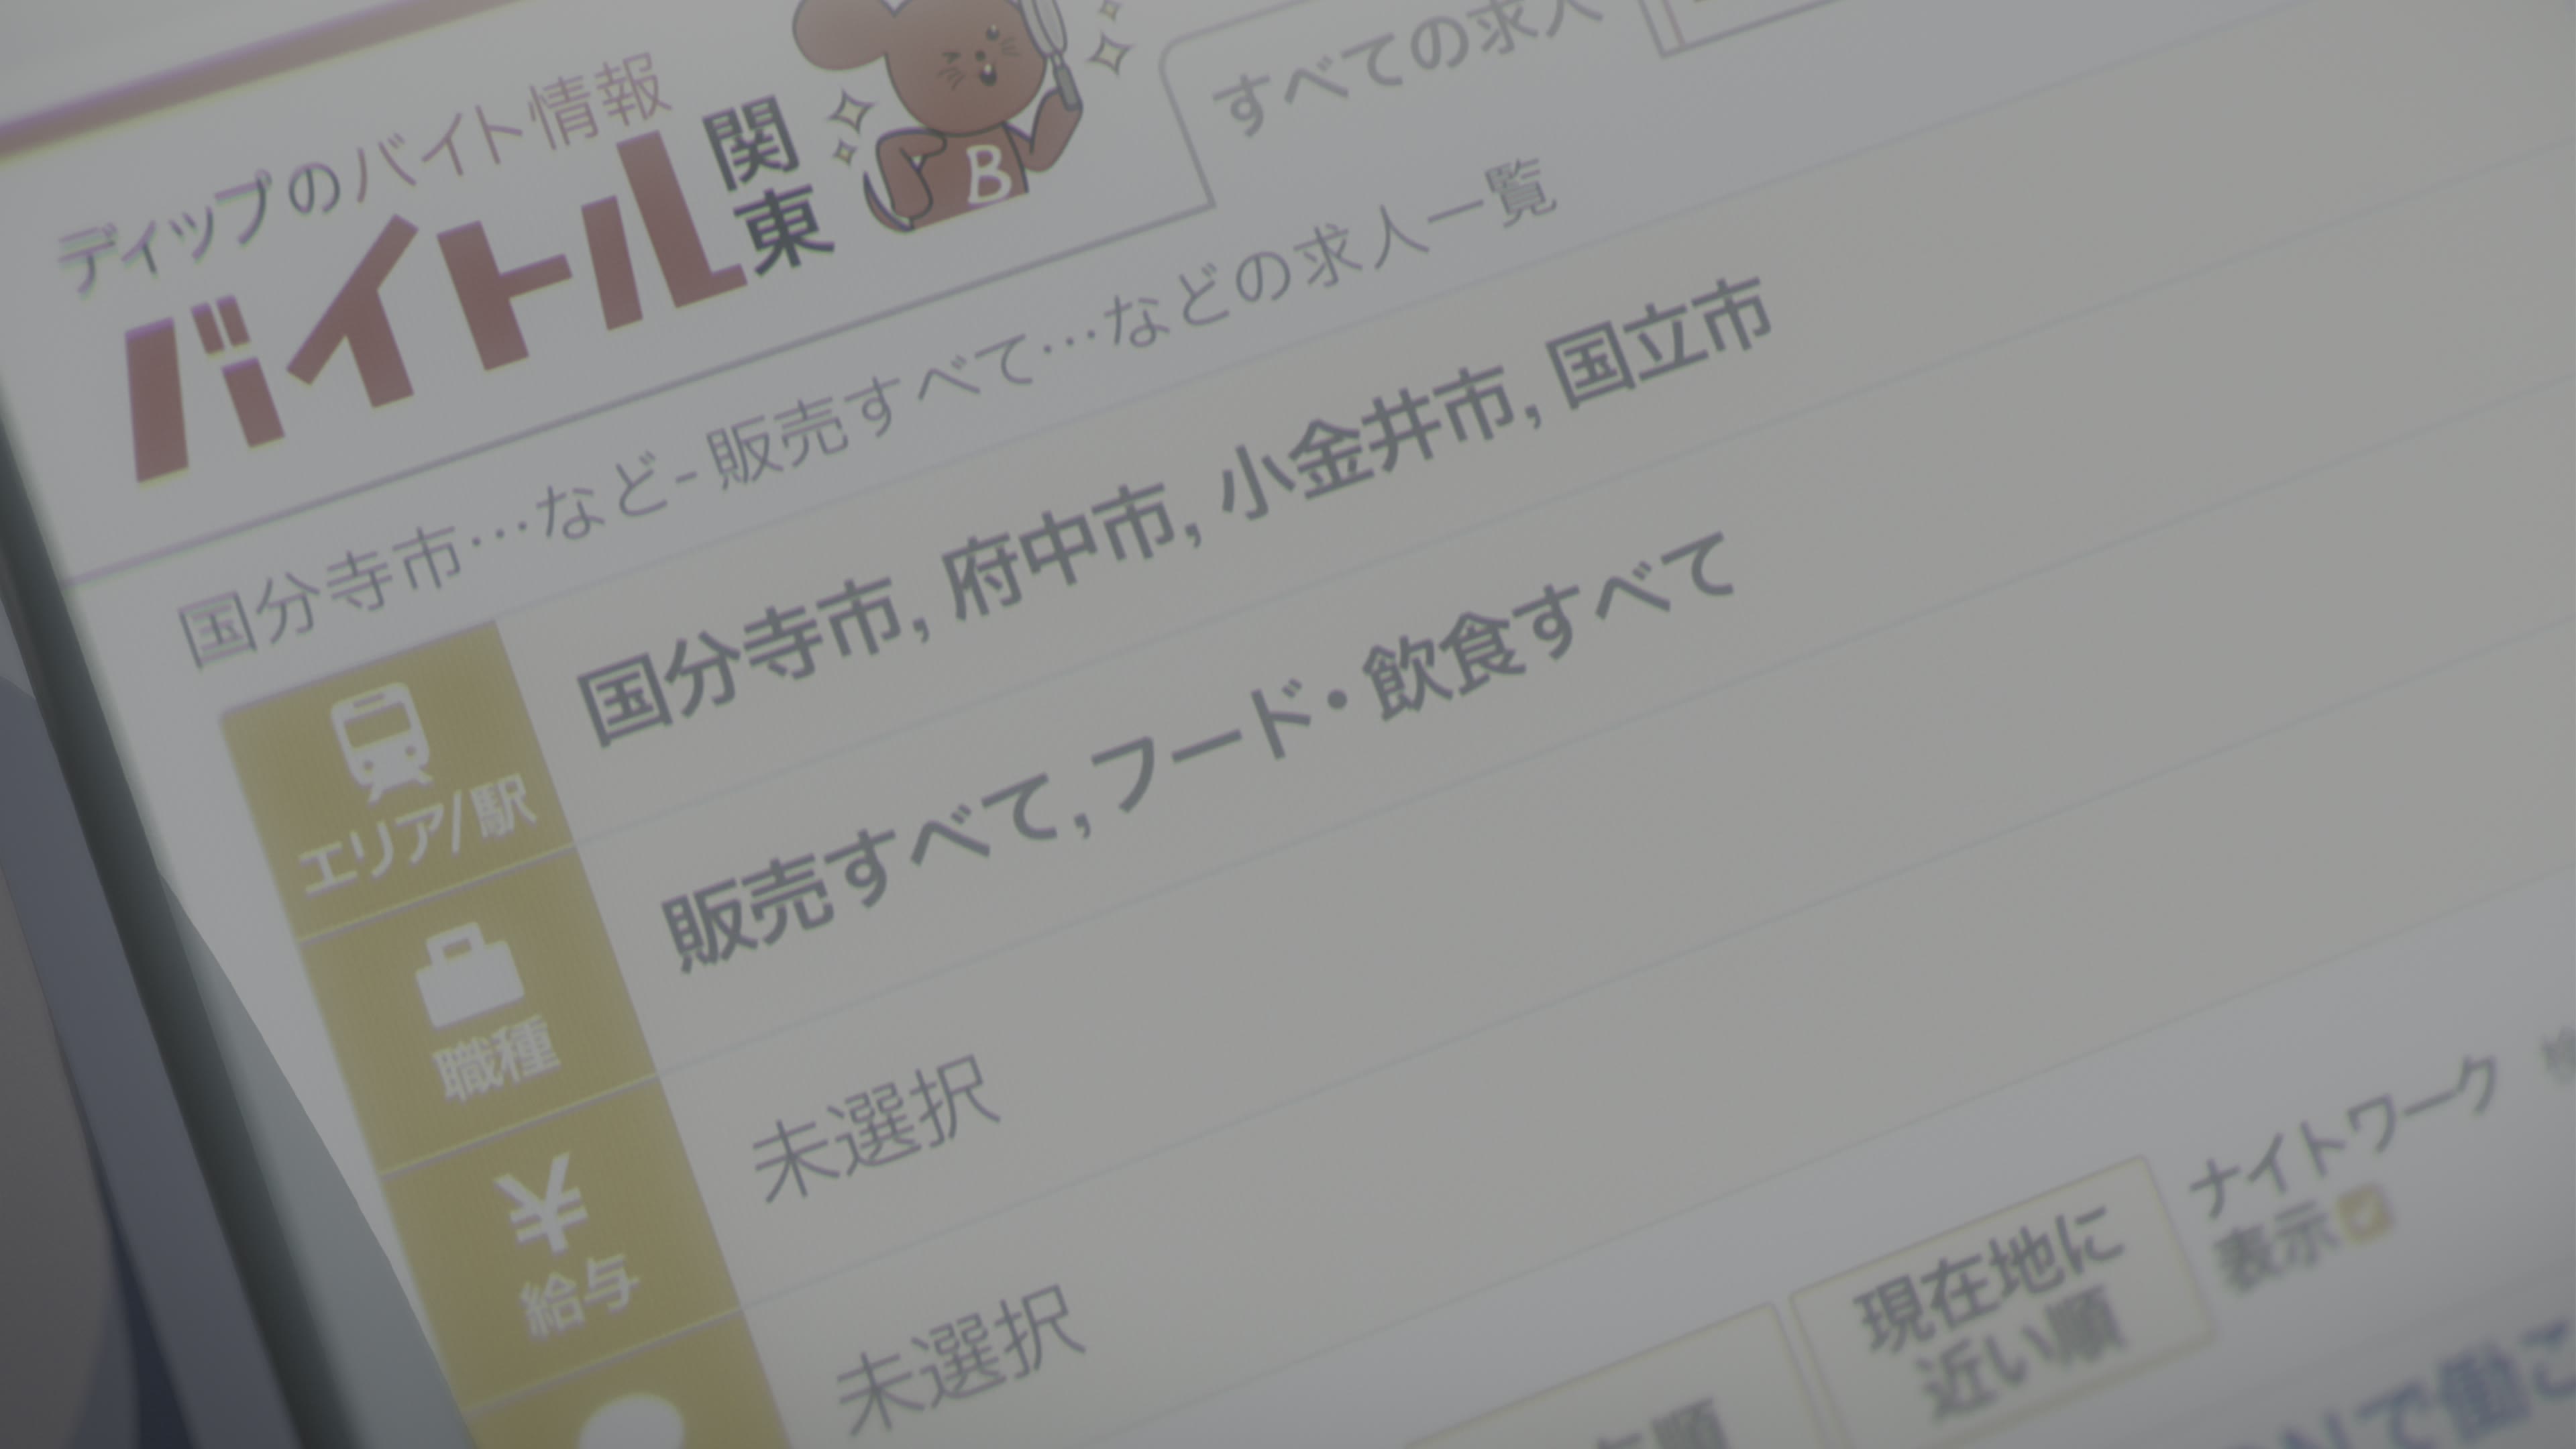 ディップのバイト情報
バイトル
関東
B
すべての求人
国分寺市…など - 販売すべて…などの求人一覧
エリア/駅
国分寺市, 府中市, 小金井市, 国立市
職種
販売すべて, フード・飲食すべて
¥
給与
未選択
未選択
現在地に
近い順
ナイトワーク
表示
順
Nで働こ